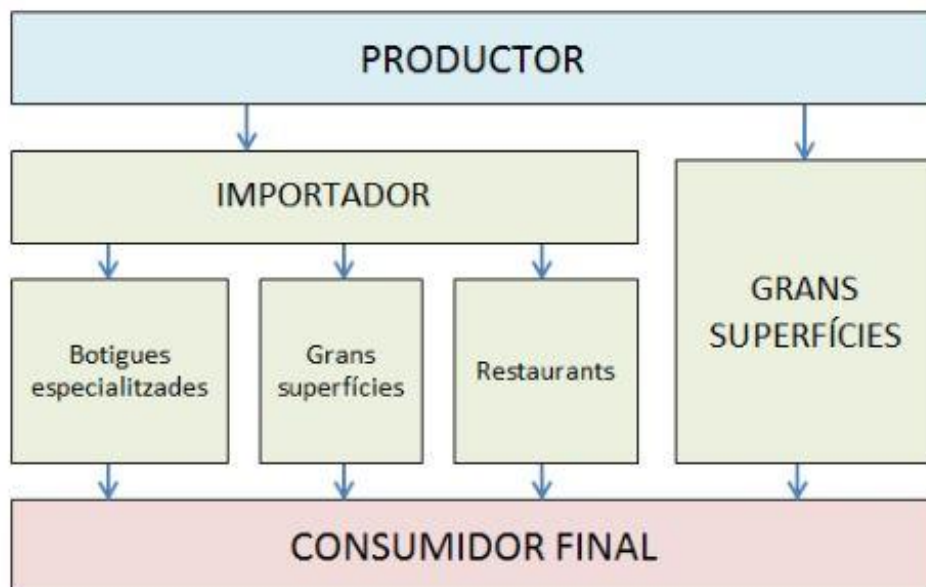 PRODUCTOR
IMPORTADOR
Botigues
especialitzades
Grans
superfícies
Restaurants
GRANS
SUPERFÍCIES
CONSUMIDOR FINAL